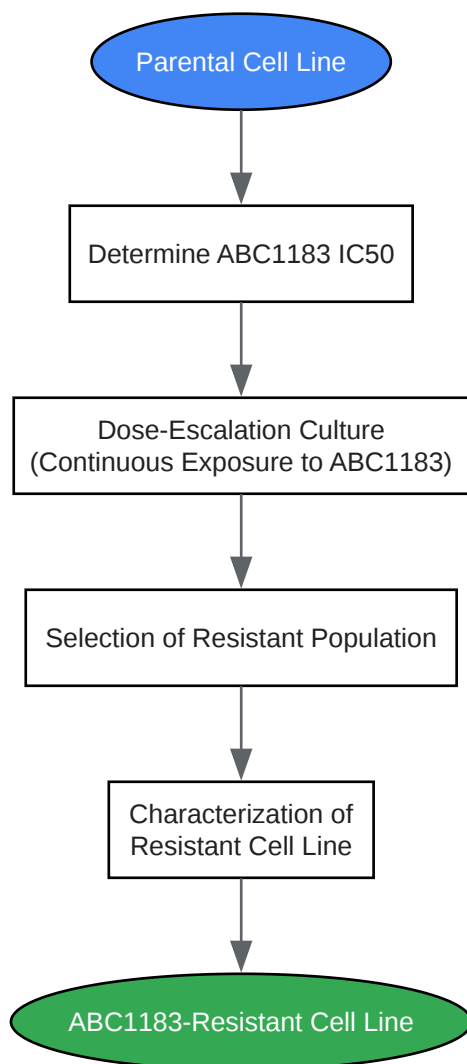 Parental Cell Line
Determine ABC1183 IC50
Dose-Escalation Culture
(Continuous Exposure to ABC1183)
Selection of Resistant Population
Characterization of
Resistant Cell Line
ABC1183-Resistant Cell Line